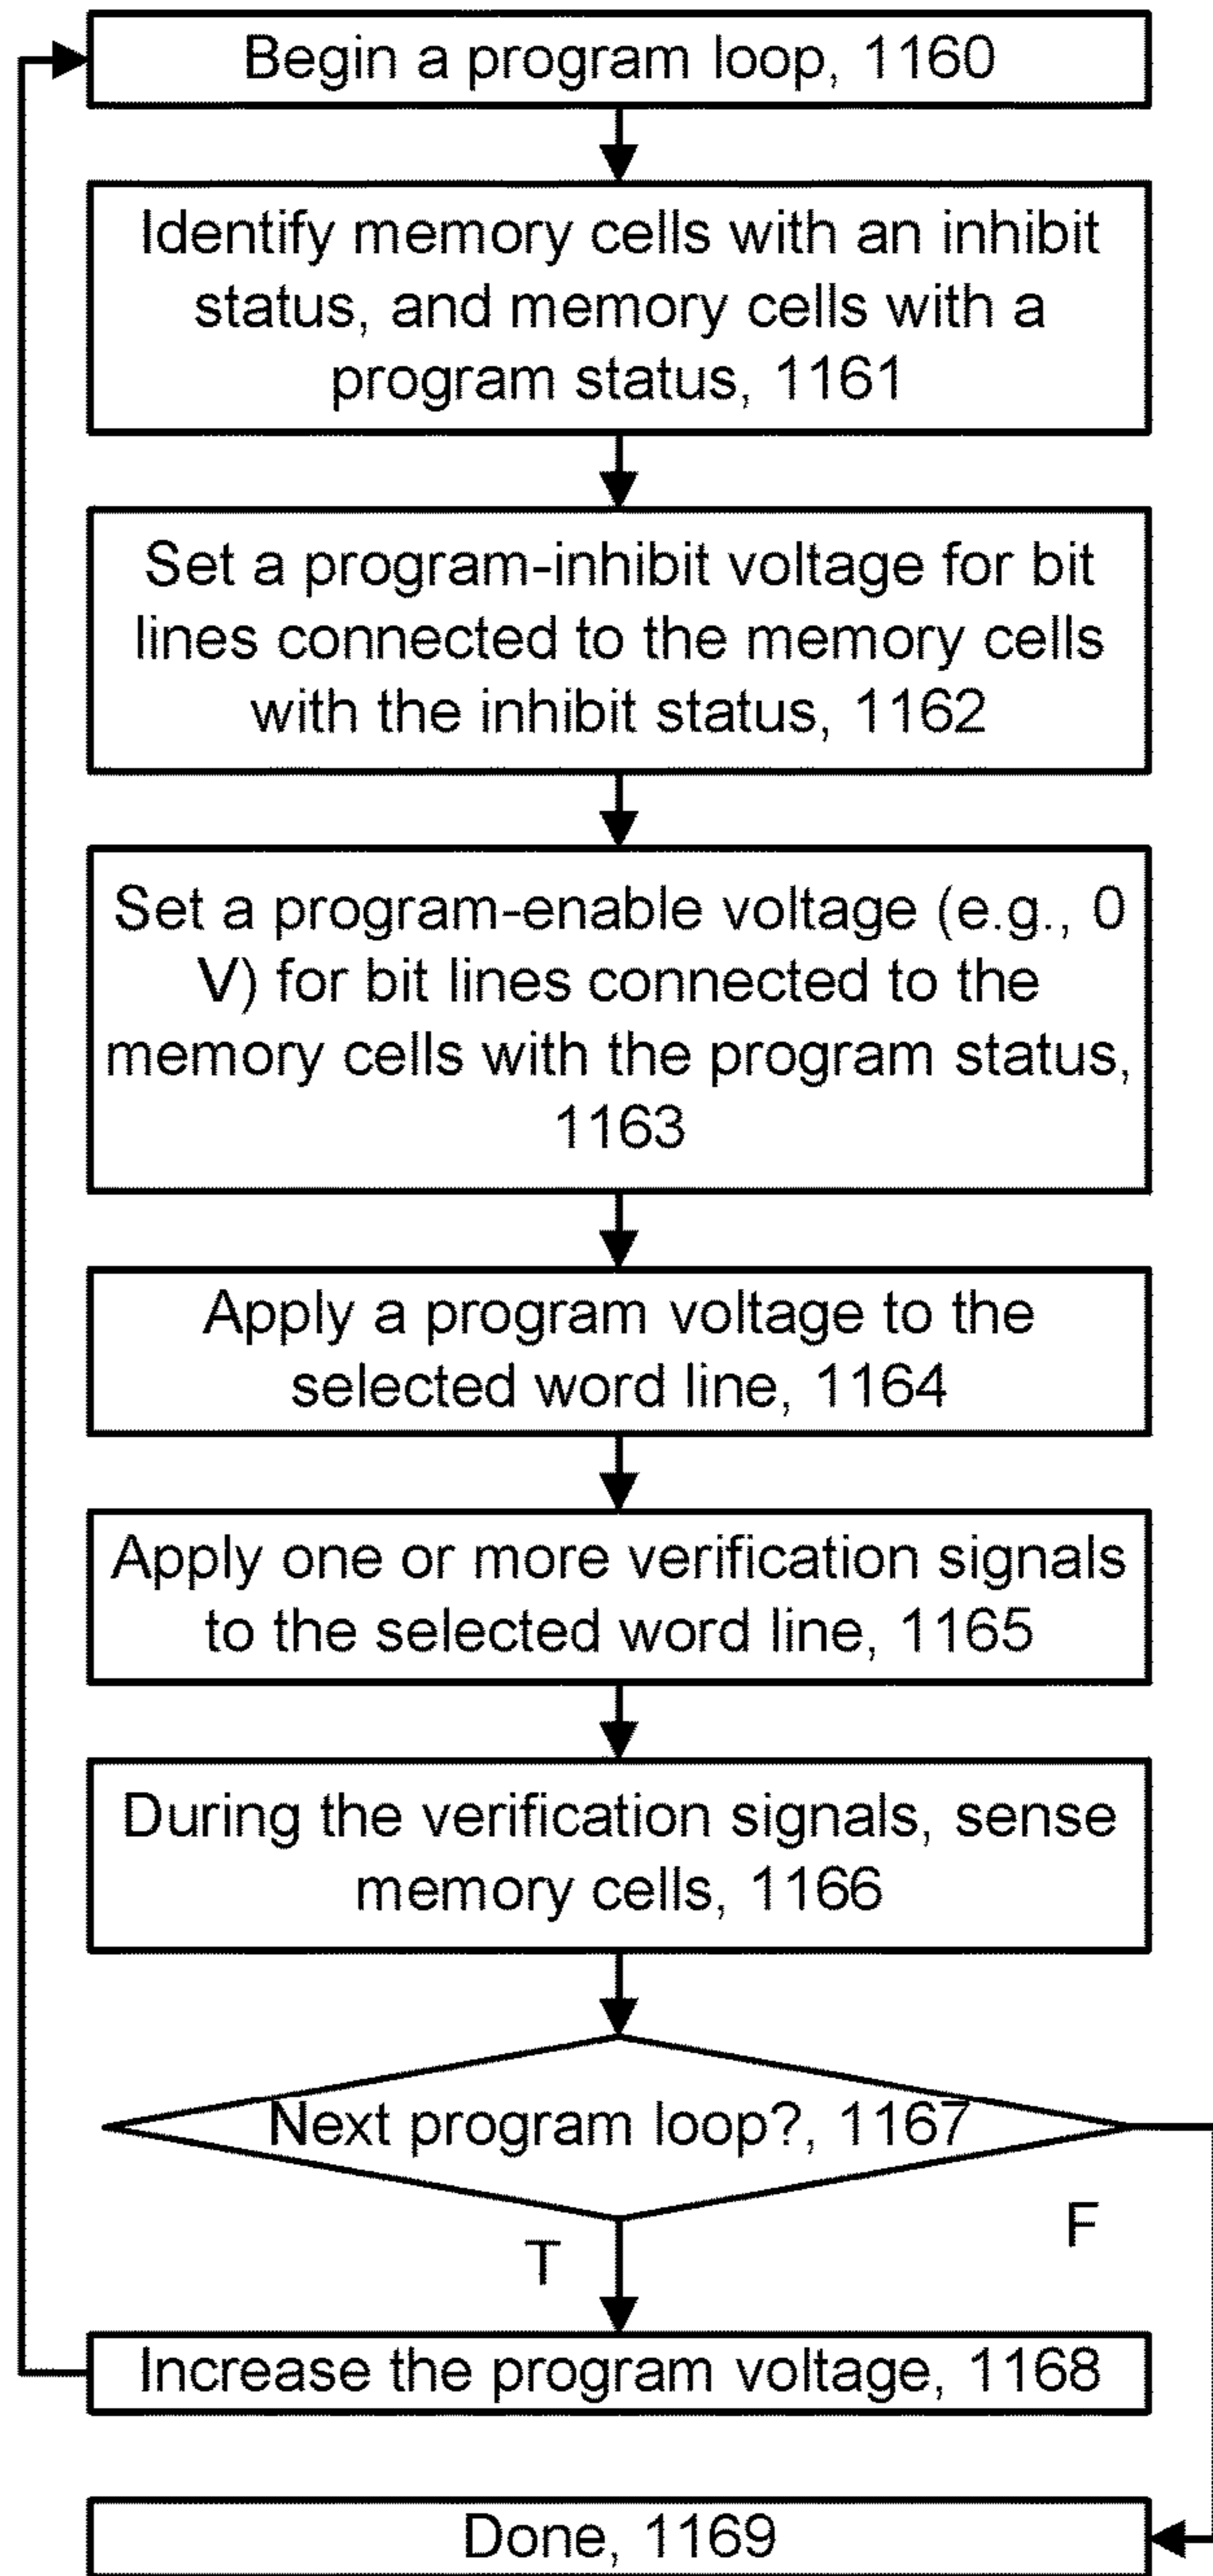 Begin a program loop, 1160
Identify memory cells with an inhibit
status, and memory cells with a
program status, 1161
Set a program-inhibit voltage for bit
lines connected to the memory cells
with the inhibit status, 1162
Set a program-enable voltage (e.g., 0
V) for bit lines connected to the
memory cells with the program status,
1163
Apply a program voltage to the
selected word line, 1164
Apply one or more verification signals
to the selected word line, 1165
During the verification signals, sense
memory cells, 1166
Next program loop?, 1167
F
T
Increase the program voltage, 1168
Done, 1169